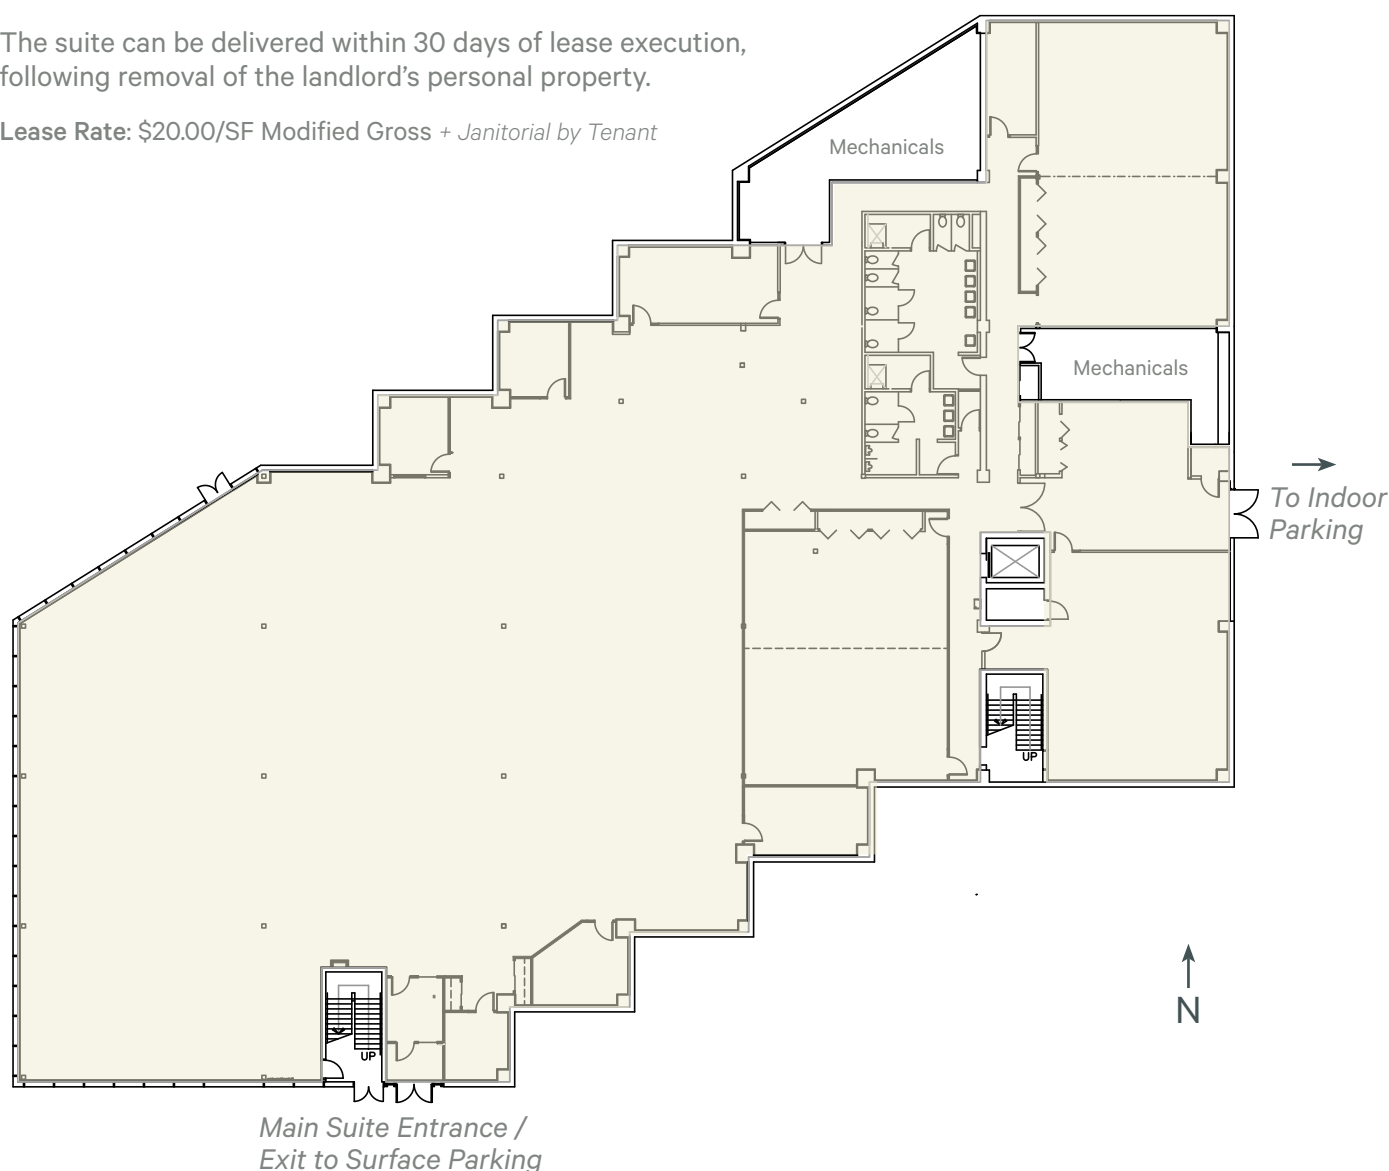 The suite can be delivered within 30 days of lease execution,
following removal of the landlord’s personal property.
Lease Rate: $20.00/SF Modified Gross + Janitorial by Tenant
Mechanicals
Mechanicals
To Indoor
Parking
UP
N
UP
Main Suite Entrance /
Exit to Surface Parking